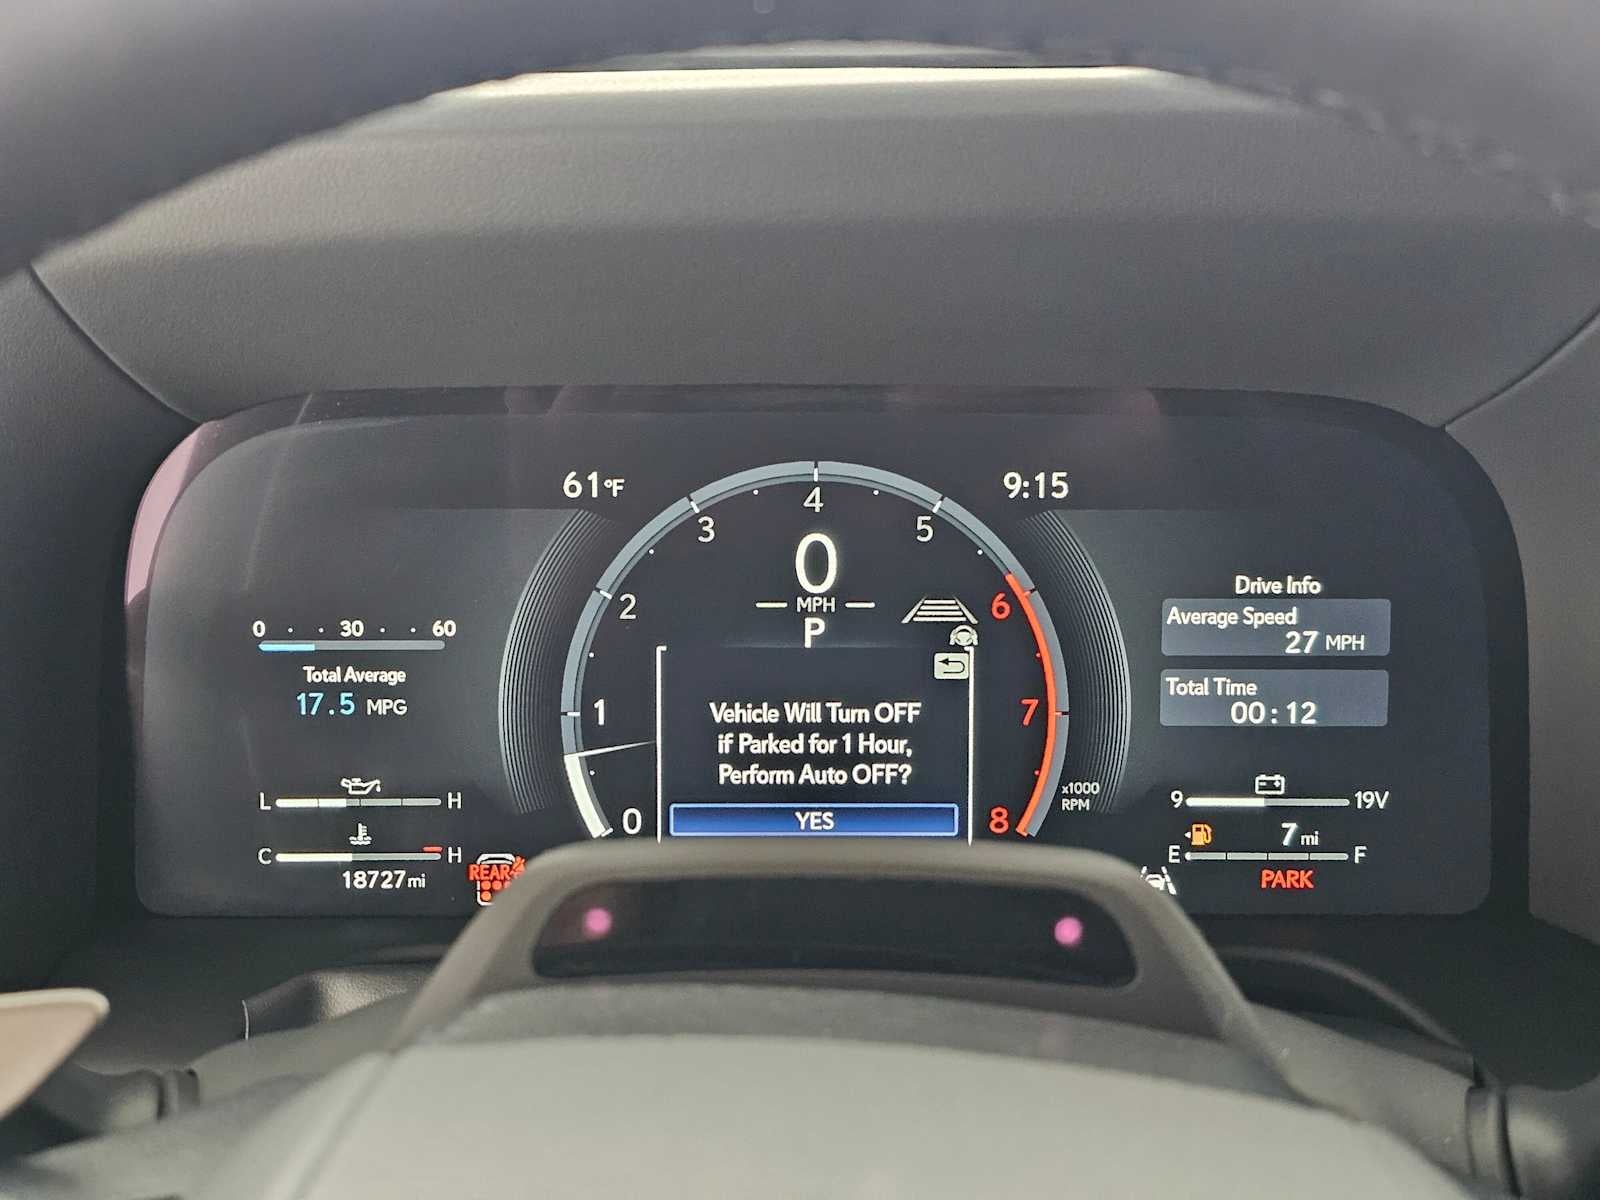 61°F
9:15
4
3
5
0
MPH
P
2
6
1
7
0
8
x1000
RPM
Vehicle Will Turn OFF
if Parked for 1 Hour,
Perform Auto OFF?
YES
0 30 60
Total Average
17.5 MPG
L H
C H
18727 mi
REAR
Drive Info
Average Speed
27 MPH
Total Time
00:12
9 19V
7 mi
E F
PARK